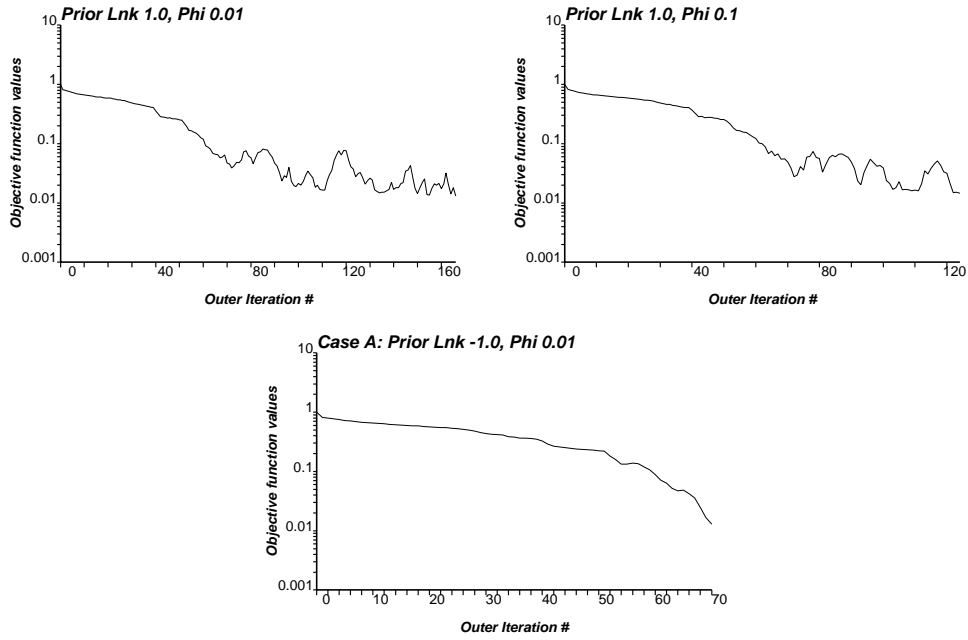 Prior Lnk 1.0, Phi 0.01
Objective function values
10
1
0.1
0.01
0.001
0 40 80 120 160
Outer Iteration #
Prior Lnk 1.0, Phi 0.1
Objective function values
10
1
0.1
0.01
0.001
0 40 80 120
Outer Iteration #
Case A: Prior Lnk -1.0, Phi 0.01
Objective function values
10
1
0.1
0.01
0.001
0 10 20 30 40 50 60 70
Outer Iteration #